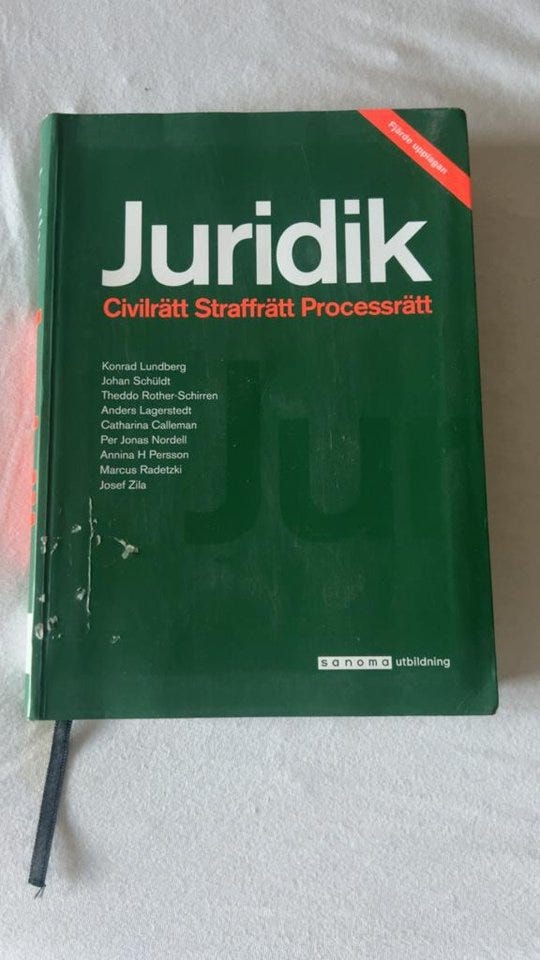 Fjärde upplagan
Juridik
Civilrätt Straffrätt Processrätt
Konrad Lundberg
Johan Schüldt
Theddo Rother-Schirren
Anders Lagerstedt
Catharina Calleman
Per Jonas Nordell
Annina H Persson
Marcus Radetzki
Josef Zila
Jur
sanoma utbildning